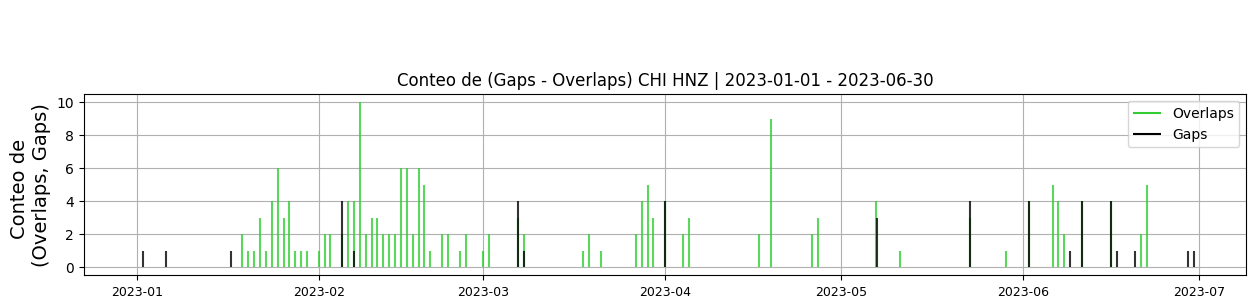 Conteo de (Gaps - Overlaps) CHI HNZ | 2023-01-01 - 2023-06-30
Conteo de
(Overlaps, Gaps)
10
8
6
4
2
0
Overlaps
Gaps
2023-01
2023-02
2023-03
2023-04
2023-05
2023-06
2023-07